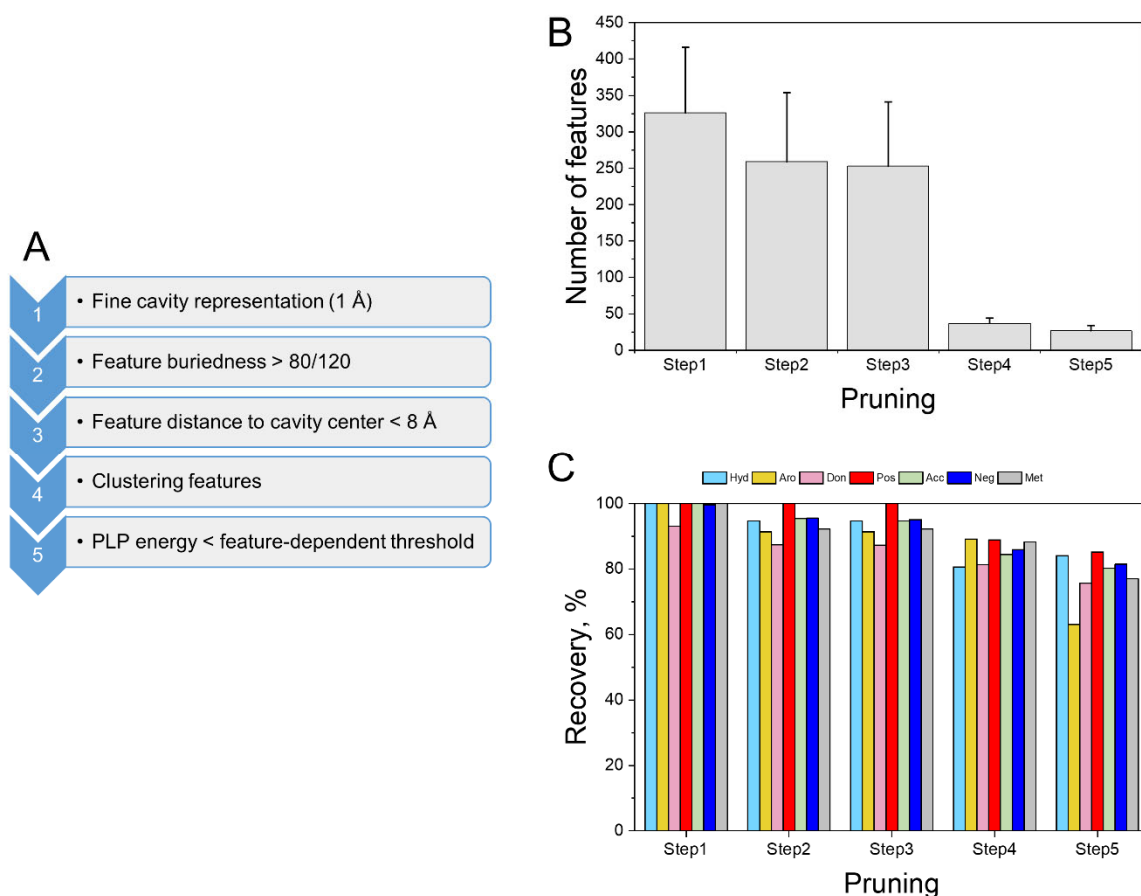 A
1
• Fine cavity representation (1 Å)
2
• Feature buriedness > 80/120
3
• Feature distance to cavity center < 8 Å
4
• Clustering features
5
• PLP energy < feature-dependent threshold
B
Number of features
450
400
350
300
250
200
150
100
50
0
Step1 Step2 Step3 Step4 Step5
Pruning
C
Hyd Aro Don Pos Acc Neg Met
Recovery, %
100
80
60
40
20
0
Step1 Step2 Step3 Step4 Step5
Pruning